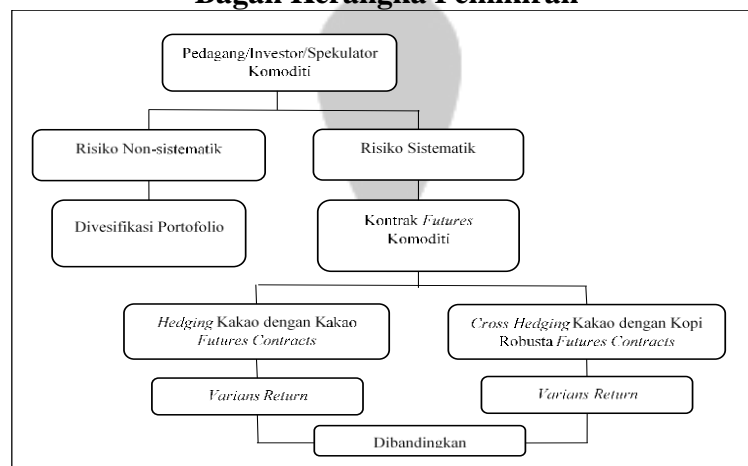 Bagan Kerangka Pemikiran
Pedagang/Investor/Spekulator
Komoditi
Risiko Non-sistematik
Risiko Sistematik
Divesifikasi Portofolio
Kontrak Futures
Komoditi
Hedging Kakao dengan Kakao
Futures Contracts
Cross Hedging Kakao dengan Kopi
Robusta Futures Contracts
Varians Return
Varians Return
Dibandingkan